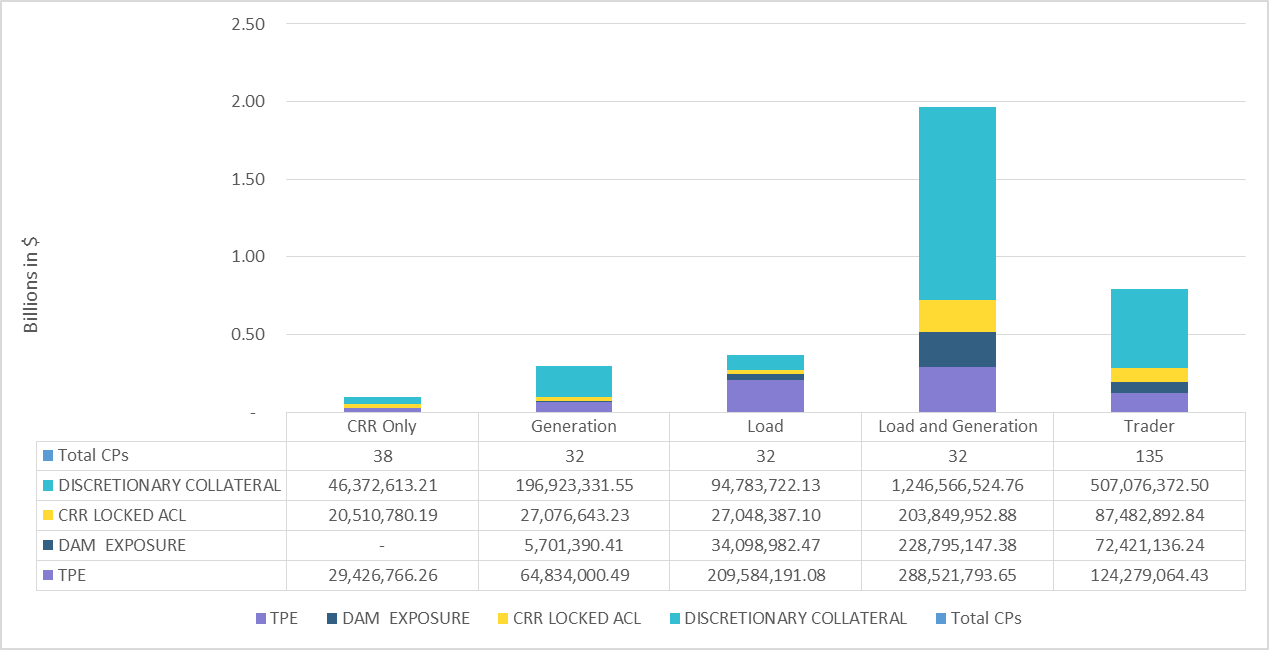 2.50
2.00
1.50
1.00
0.50
-
Billions in $
CRR Only Generation Load Load and Generation Trader
Total CPs 38 32 32 32 135
DISCRETIONARY COLLATERAL 46,372,613.21 196,923,331.55 94,783,722.13 1,246,566,524.76 507,076,372.50
CRR LOCKED ACL 20,510,780.19 27,076,643.23 27,048,387.10 203,849,952.88 87,482,892.84
DAM  EXPOSURE - 5,701,390.41 34,098,982.47 228,795,147.38 72,421,136.24
TPE 29,426,766.26 64,834,000.49 209,584,191.08 288,521,793.65 124,279,064.43
TPE DAM  EXPOSURE CRR LOCKED ACL DISCRETIONARY COLLATERAL Total CPs